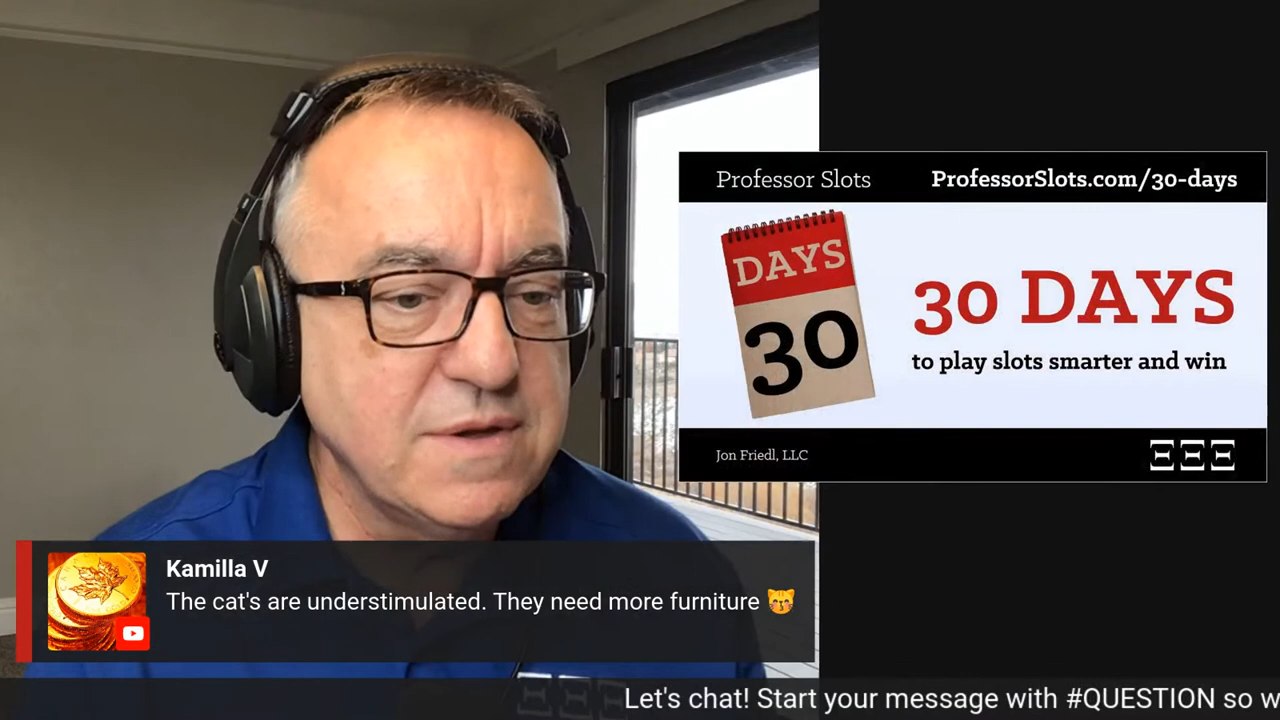 Professor Slots
ProfessorSlots.com/30-days
DAYS
30
30 DAYS
to play slots smarter and win
Jon Friedl, LLC
Kamilla V
The cat's are understimulated. They need more furniture 😽
Let's chat! Start your message with #QUESTION so w